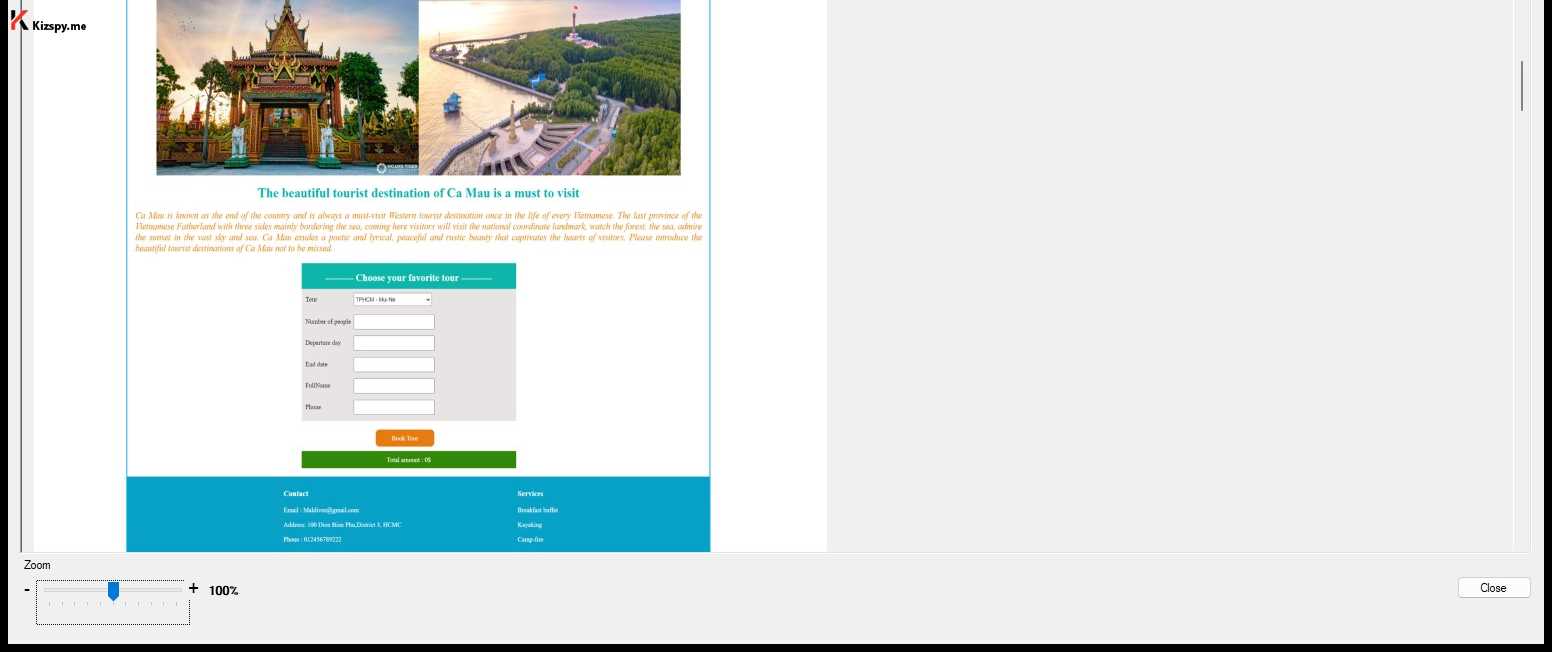 Kizspy.me
The beautiful tourist destination of Ca Mau is a must to visit
Ca Mau is known as the end of the country and is always a must-visit Western tourist destination once in the life of every Vietnamese. The last province of the
Vietnamese Fatherland with three sides mainly bordering the sea, coming here visitors will visit the national coordinate landmark, watch the forest, the sea, admire
the sunset in the vast sky and sea. Ca Mau exudes a poetic and lyrical, peaceful and rustic beauty that captivates the hearts of visitors. Please introduce the
beautiful tourist destinations of Ca Mau not to be missed.
Choose your favorite tour
Tour TPHCM - Mui Ne
Number of people
Departure day
End date
FullName
Phone
Book Tour
Total amount : 0$
Contact
Services
Email : Maldives@gmail.com
Breakfast buffet
Address: 100 Dien Bien Phu,District 3, HCMC
Kayaking
Phone : 012456789222
Camp-fire
Zoom
- + 100%
Close